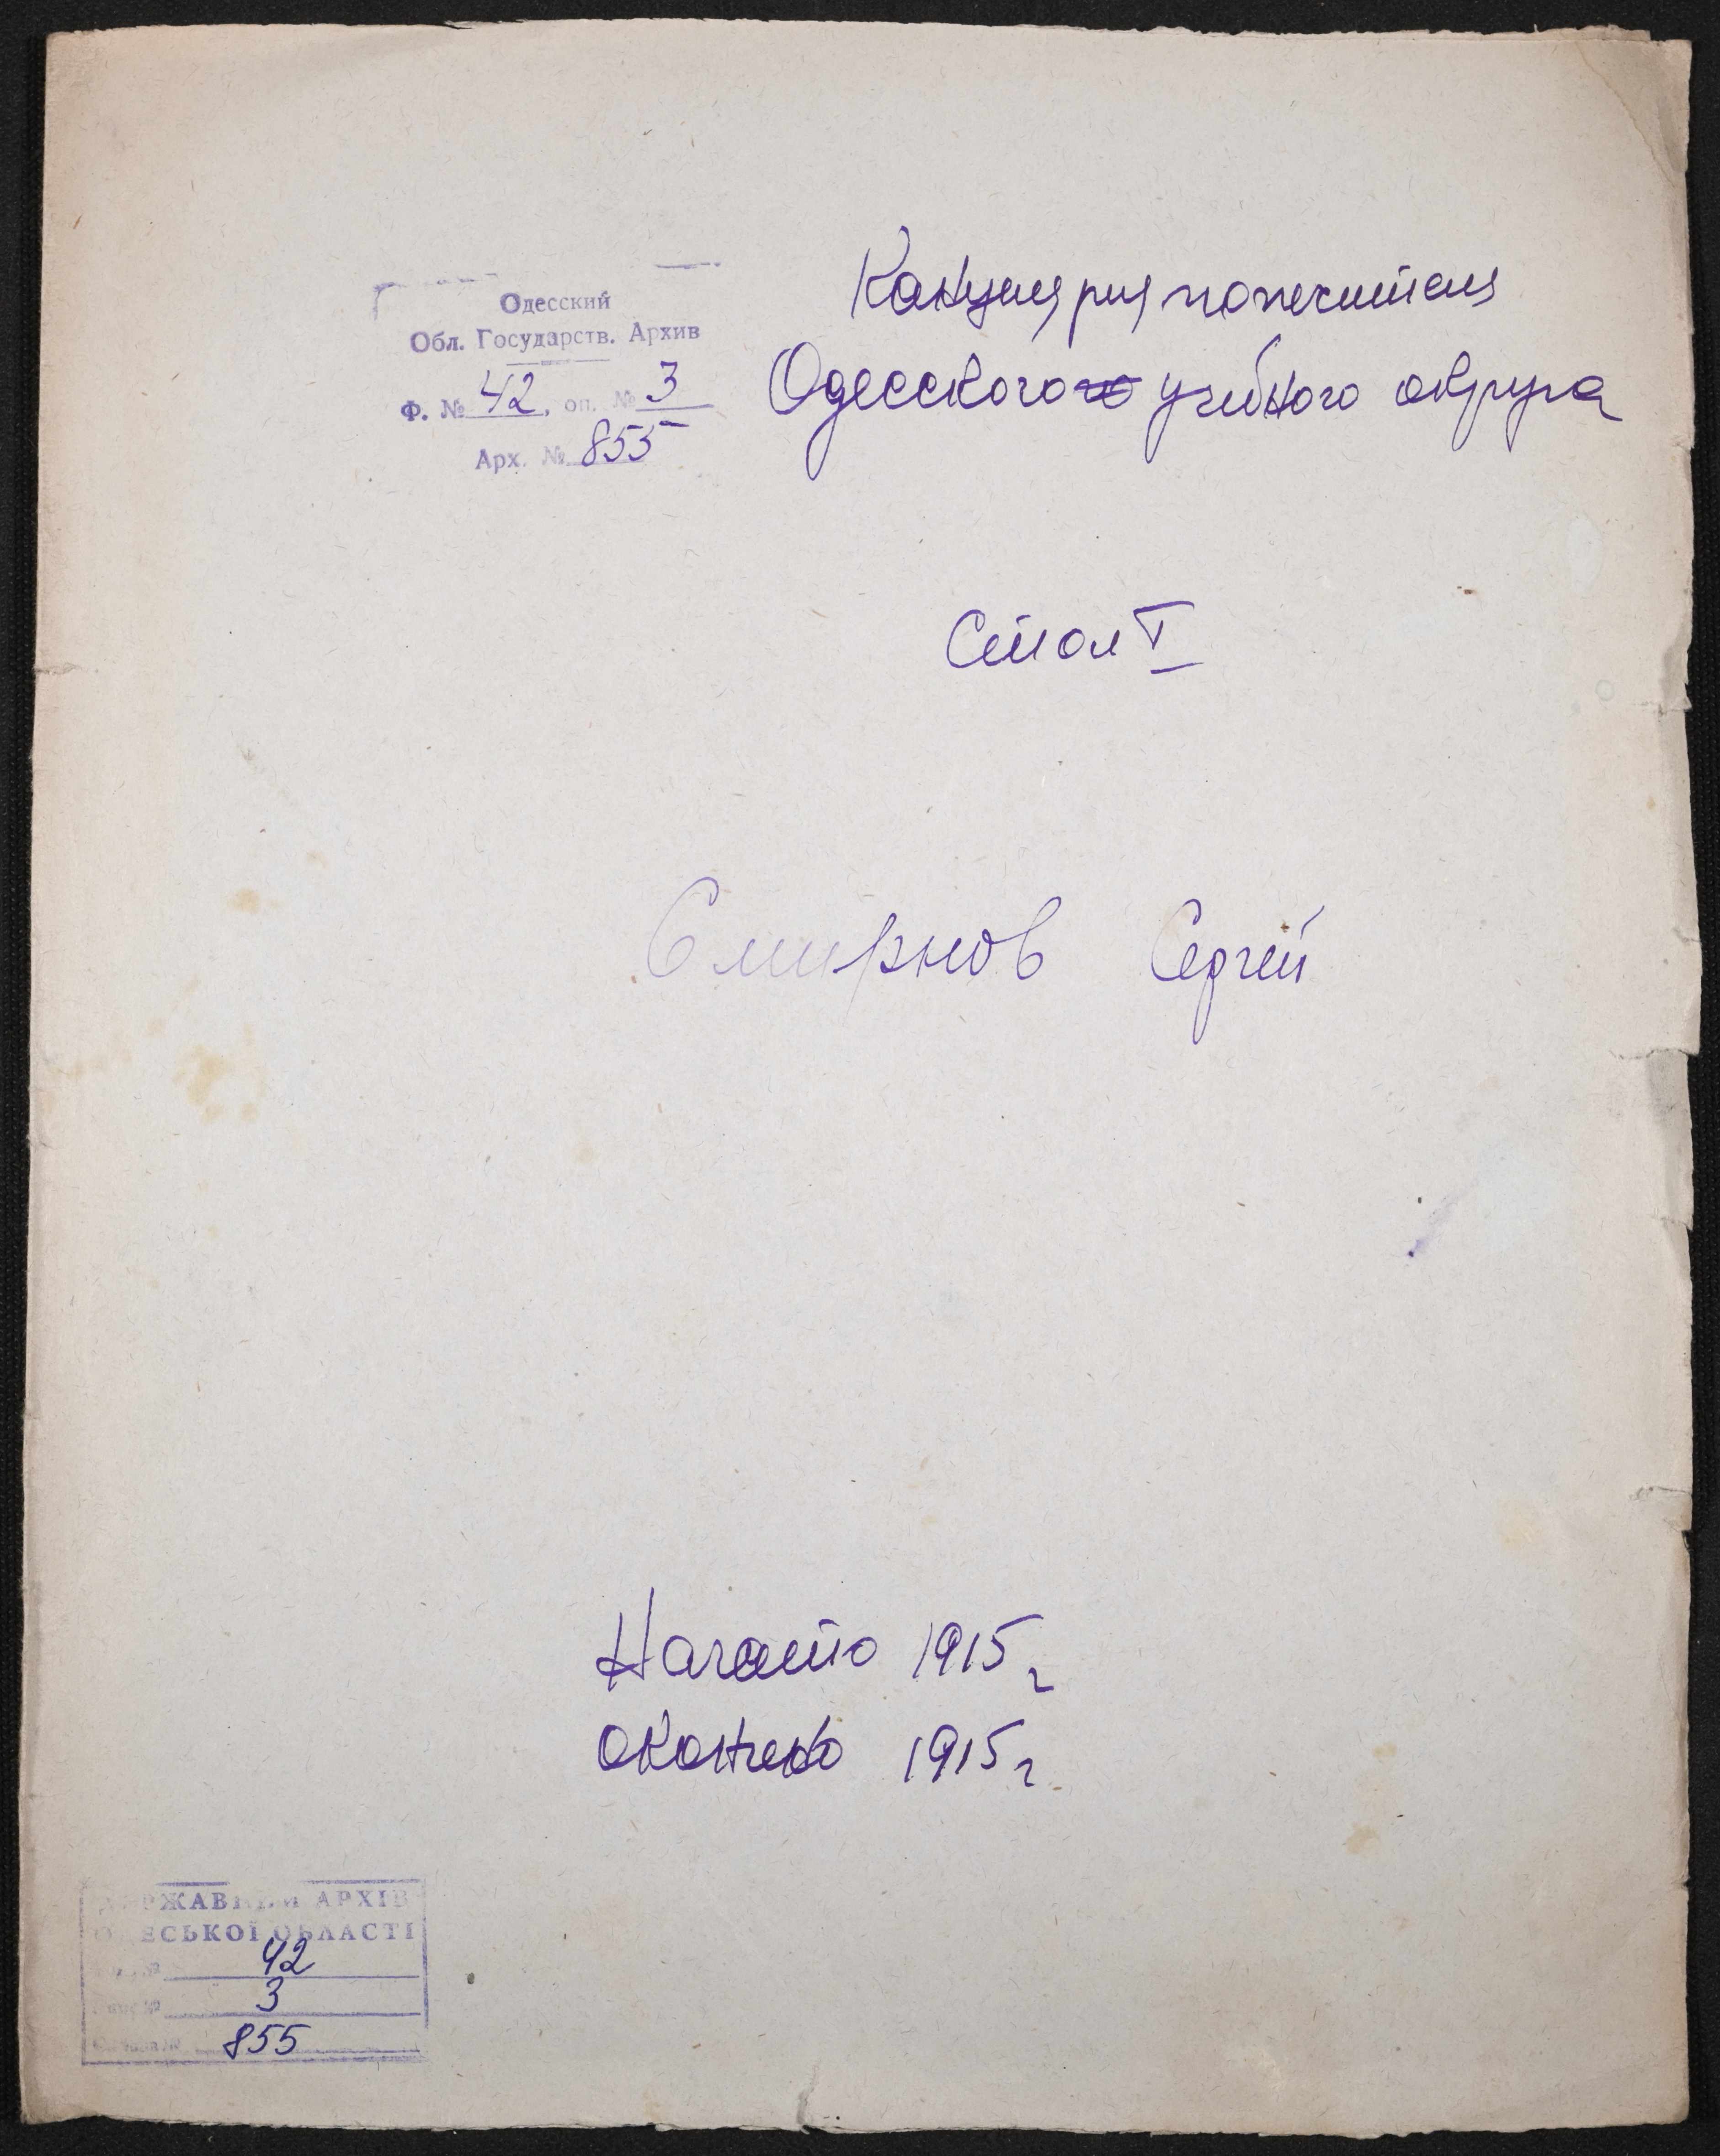 Одесский
Обл. Государств. Архив
Ф. № 42, оп. № 3
Арх. № 855
Канцелярия попечителя
Одесского учебного округа
Стол I
Смирнов Сергей
Начато 1915 г
окончено 1915 г
ДЕРЖАВНИЙ АРХІВ
ОДЕСЬКОЇ ОБЛАСТІ
42
3
855